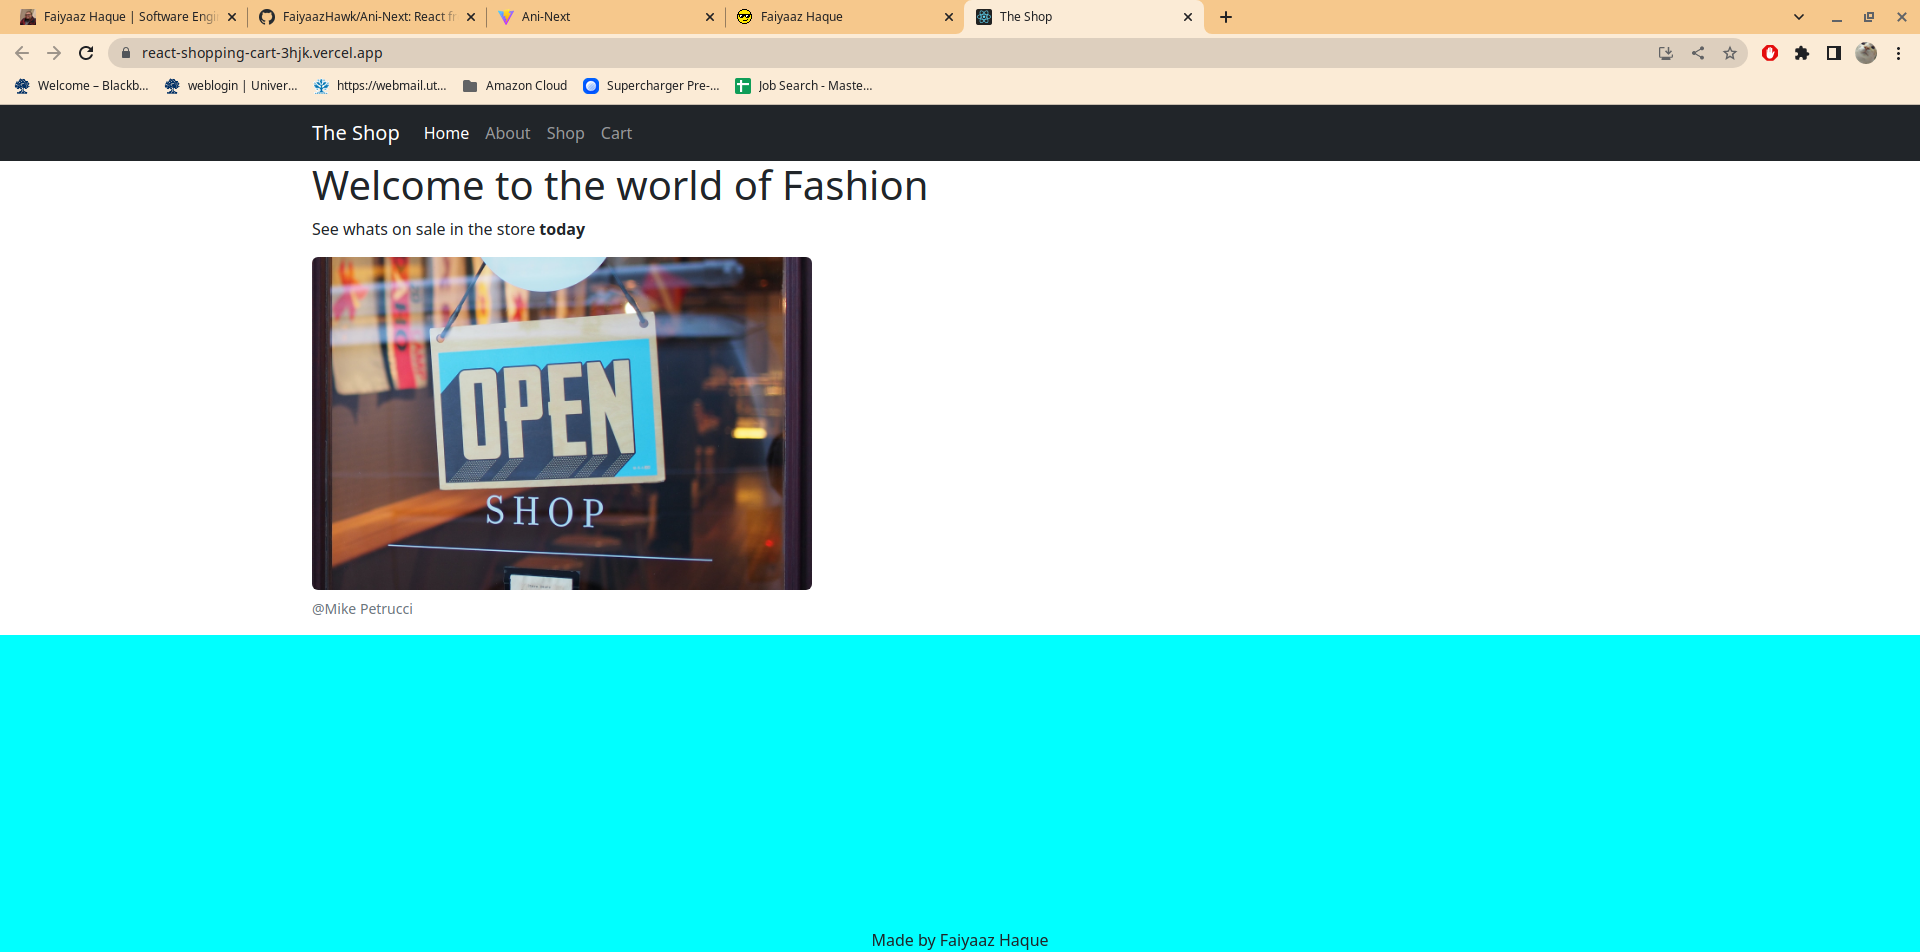 Faiyaaz Haque | Software Engi
FaiyaazHawk/Ani-Next: React fr
Ani-Next
Faiyaaz Haque
The Shop
react-shopping-cart-3hjk.vercel.app
Welcome – Blackb...
weblogin | Univer...
https://webmail.ut...
Amazon Cloud
Supercharger Pre-...
Job Search - Maste...
The Shop Home About Shop Cart
Welcome to the world of Fashion
See whats on sale in the store today
OPEN
SHOP
@Mike Petrucci
Made by Faiyaaz Haque